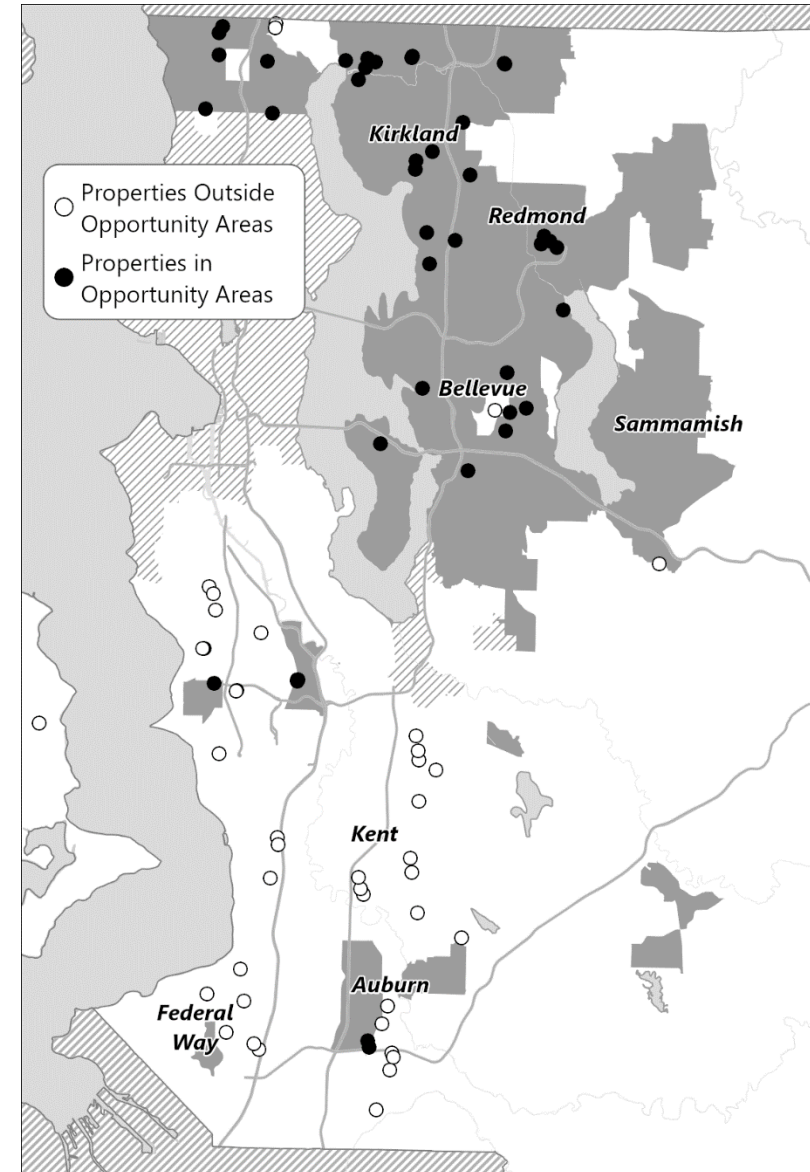 Kirkland
Properties Outside
Opportunity Areas
Properties in
Opportunity Areas
Redmond
Bellevue
Sammamish
Kent
Auburn
Federal
Way